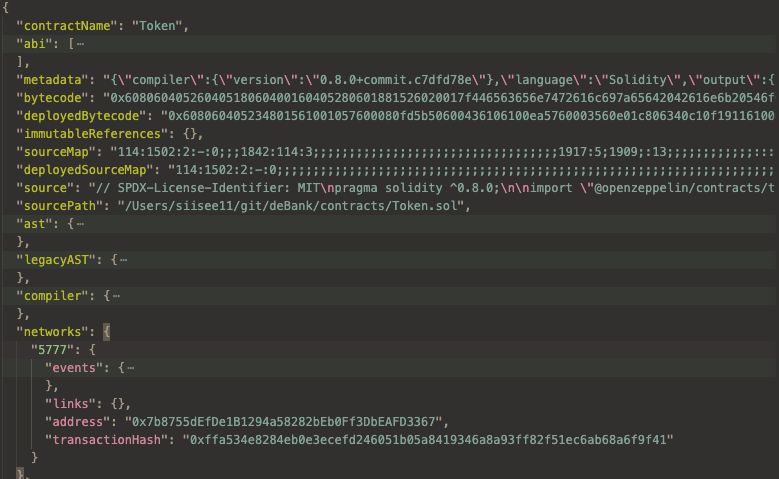 {
"contractName": "Token",
"abi": [⋯
],
"metadata": "{\"compiler\":{\"version\":\"0.8.0+commit.c7dfd78e\"},\"language\":\"Solidity\",\"output\":{
"bytecode": "0x60806040526040518060400160405280601881526020017f446563656e7472616c697a65642042616e6b20546f
"deployedBytecode": "0x608060405234801561001057600080fd5b50600436106100ea5760003560e01c806340c10f19116100
"immutableReferences": {},
"sourceMap": "114:1502:2:-:0;;;1842:114:3;;;;;;;;;;;;;;;;;;;;;;;;;;;;;;;;;;1917:5;1909;:13;;;;;;;;;;;;:::
"deployedSourceMap": "114:1502:2:-:0;;;;;;;;;;;;;;;;;;;;;;;;;;;;;;;;;;;;;;;;;;;;;;;;;;;;;;;;;;;;;;;;;;;;;
"source": "// SPDX-License-Identifier: MIT\npragma solidity ^0.8.0;\n\nimport \"@openzeppelin/contracts/t
"sourcePath": "/Users/siisee11/git/deBank/contracts/Token.sol",
"ast": {⋯
},
"legacyAST": {⋯
},
"compiler": {⋯
},
"networks": {
"5777": {
"events": {⋯
},
"links": {},
"address": "0x7b8755dEfDe1B1294a58282bEb0Ff3DbEAFD3367",
"transactionHash": "0xffa534e8284eb0e3ecefd246051b05a8419346a8a93ff82f51ec6ab68a6f9f41"
}
},